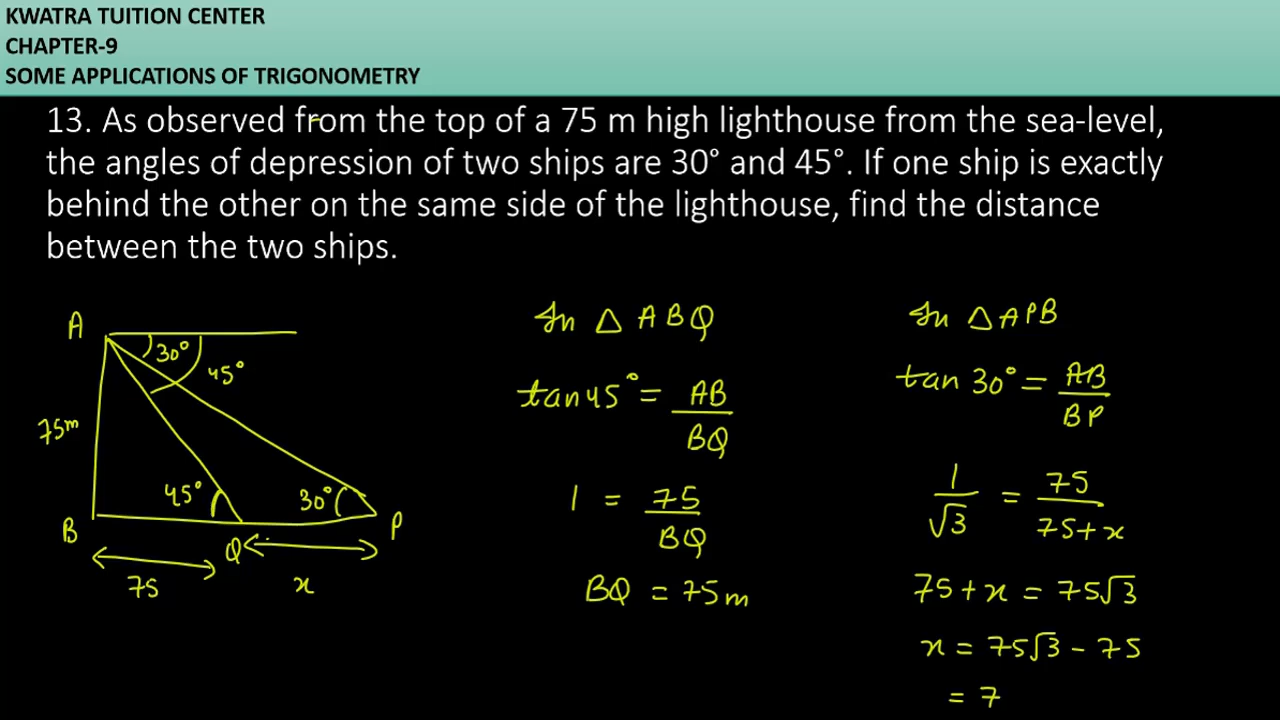 KWATRA TUITION CENTER
CHAPTER-9
SOME APPLICATIONS OF TRIGONOMETRY
13. As observed from the top of a 75 m high lighthouse from the sea-level,
the angles of depression of two ships are 30° and 45°. If one ship is exactly
behind the other on the same side of the lighthouse, find the distance
between the two ships.
A
30°
45°
75m
45°
30°
B
Q
P
75
x
In △ ABQ
tan 45° = AB/BQ
1 = 75/BQ
BQ = 75m
In △ APB
tan 30° = AB/BP
1/√3 = 75/75+x
75+x = 75√3
x = 75√3 - 75
= 7